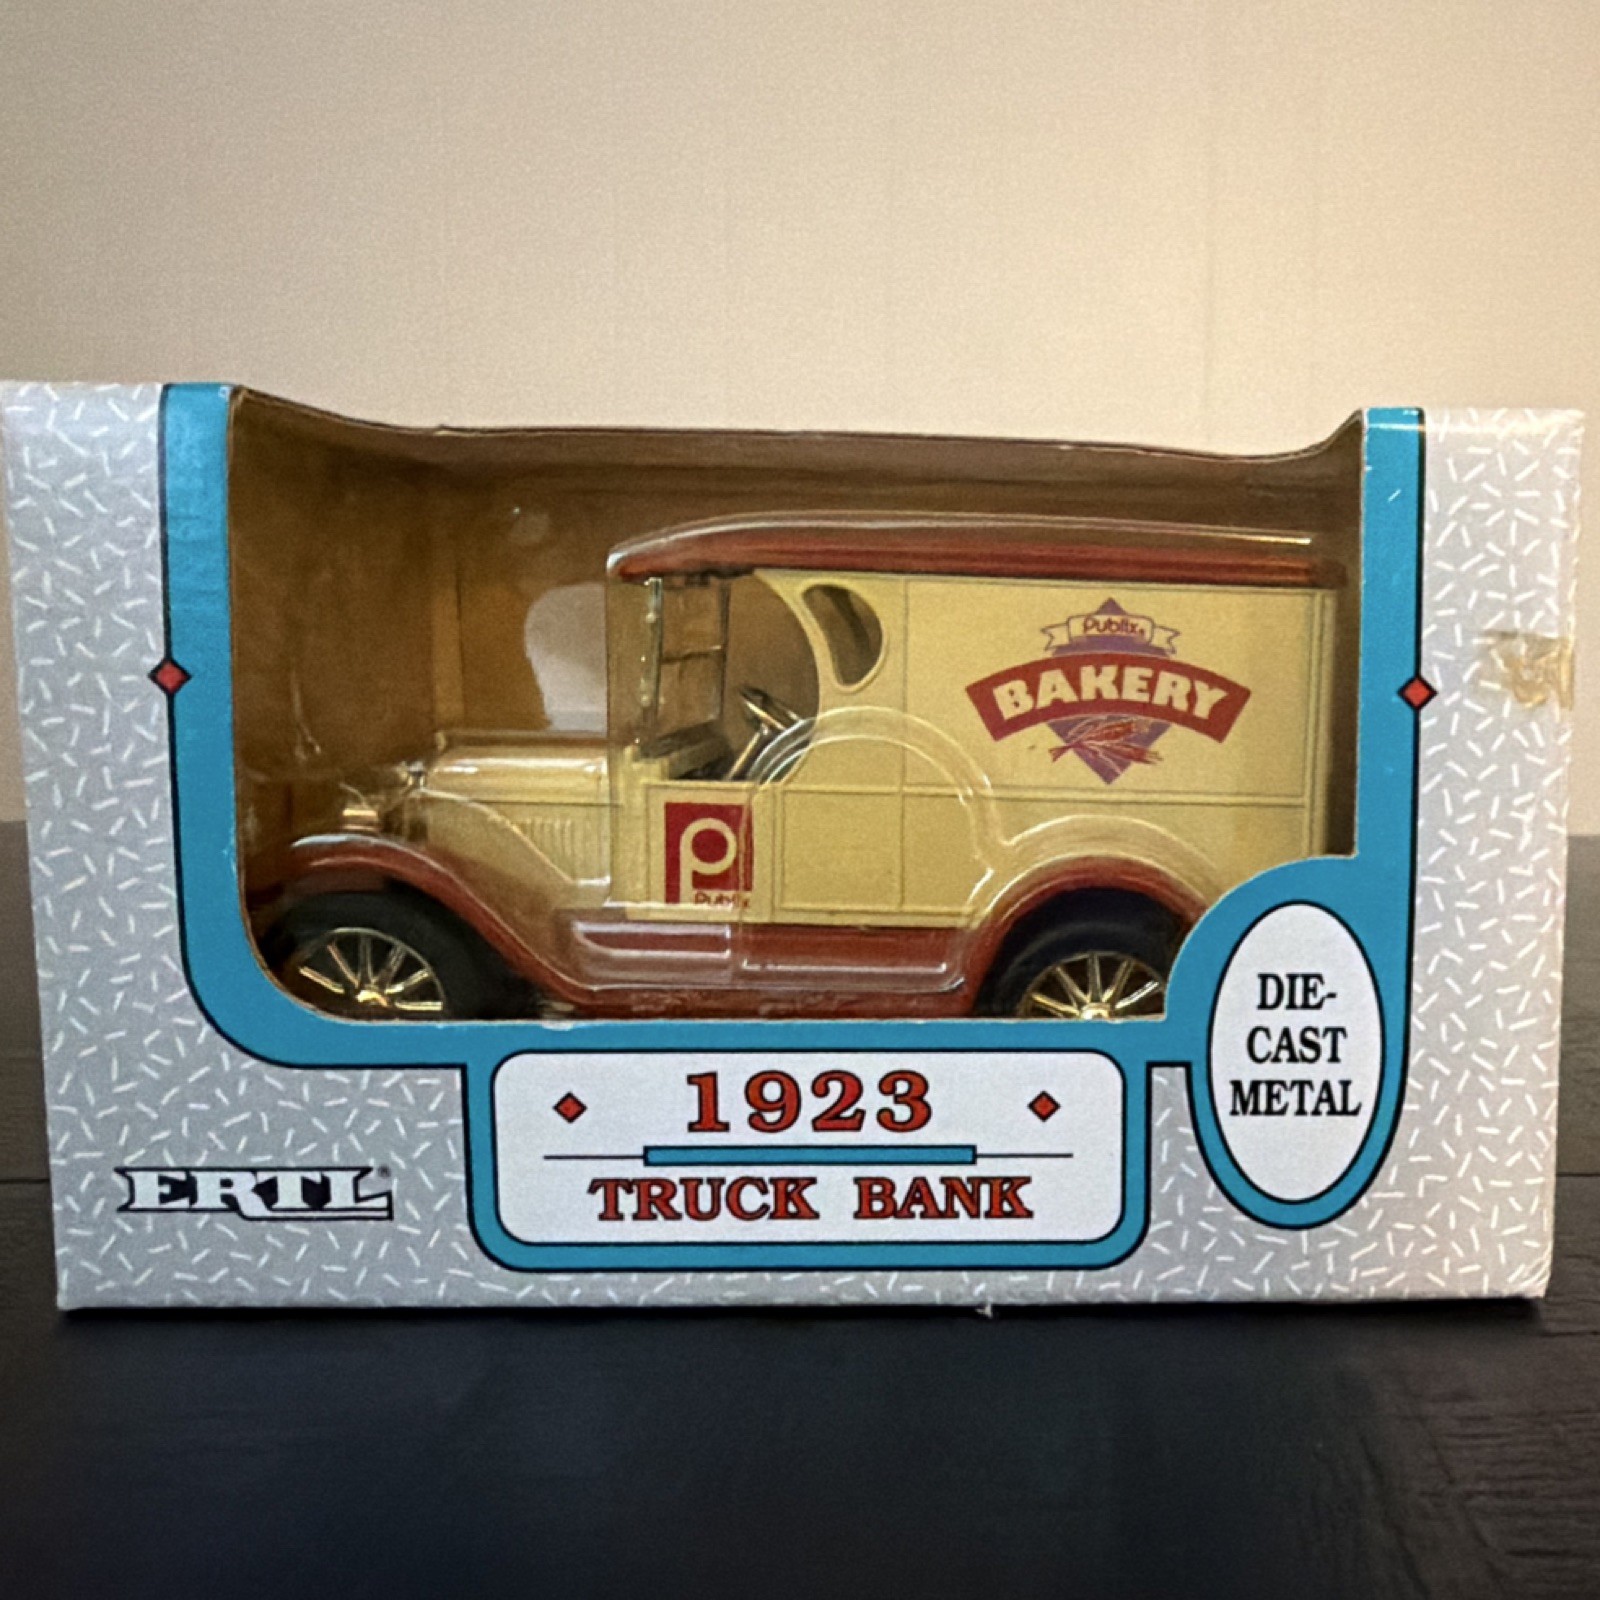 Publix®
BAKERY
p
Publix
DIE-
CAST
METAL
1923
TRUCK BANK
ERTL®